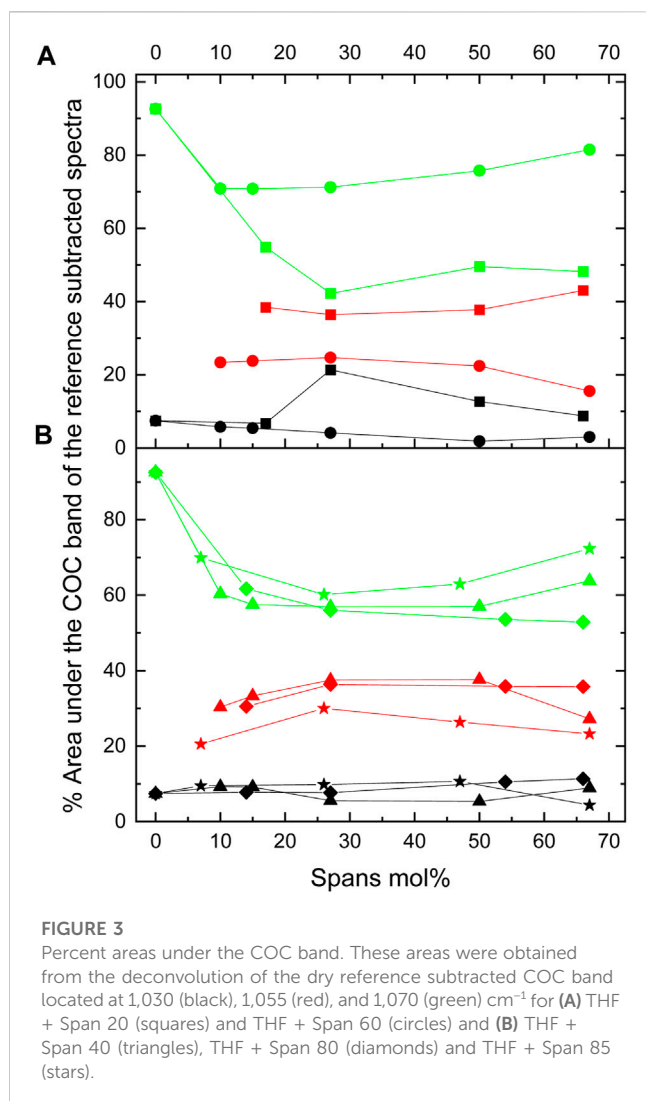 0 10 20 30 40 50 60 70
A
100
80
60
40
20
0
B
80
60
40
20
0
0 10 20 30 40 50 60 70
% Area under the COC band of the reference subtracted spectra
Spans mol%
FIGURE 3
Percent areas under the COC band. These areas were obtained
from the deconvolution of the dry reference subtracted COC band
located at 1,030 (black), 1,055 (red), and 1,070 (green) cm⁻¹ for (A) THF
+ Span 20 (squares) and THF + Span 60 (circles) and (B) THF +
Span 40 (triangles), THF + Span 80 (diamonds) and THF + Span 85
(stars).